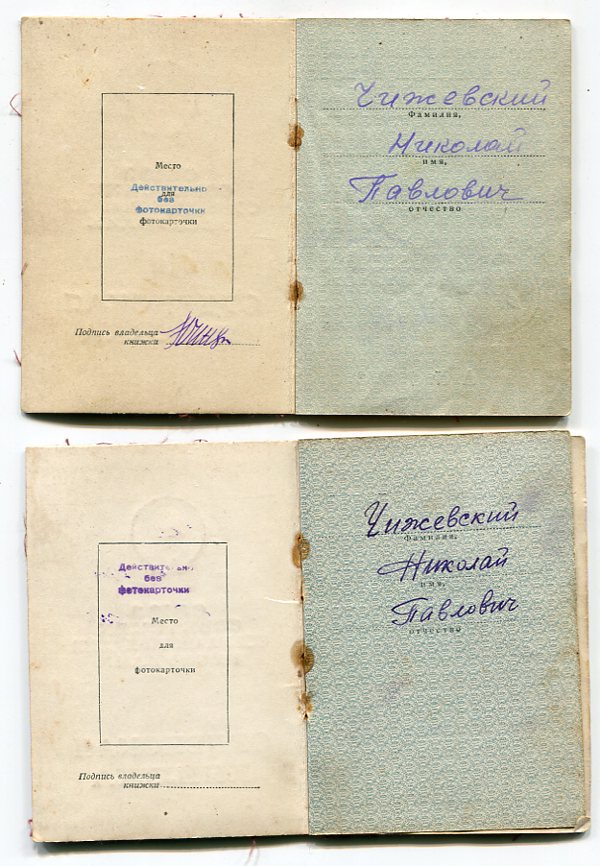 Место
для
фотокарточки
Действительно
без
фотокарточки
Подпись владельца
книжки
Чижевский
Фамилия,
Николай
имя,
Павлович
отчество
Действительно
без
фотокарточки
Место
для
фотокарточки
Подпись владельца
книжки
Чижевский
Фамилия,
Николай
имя,
Павлович
отчество